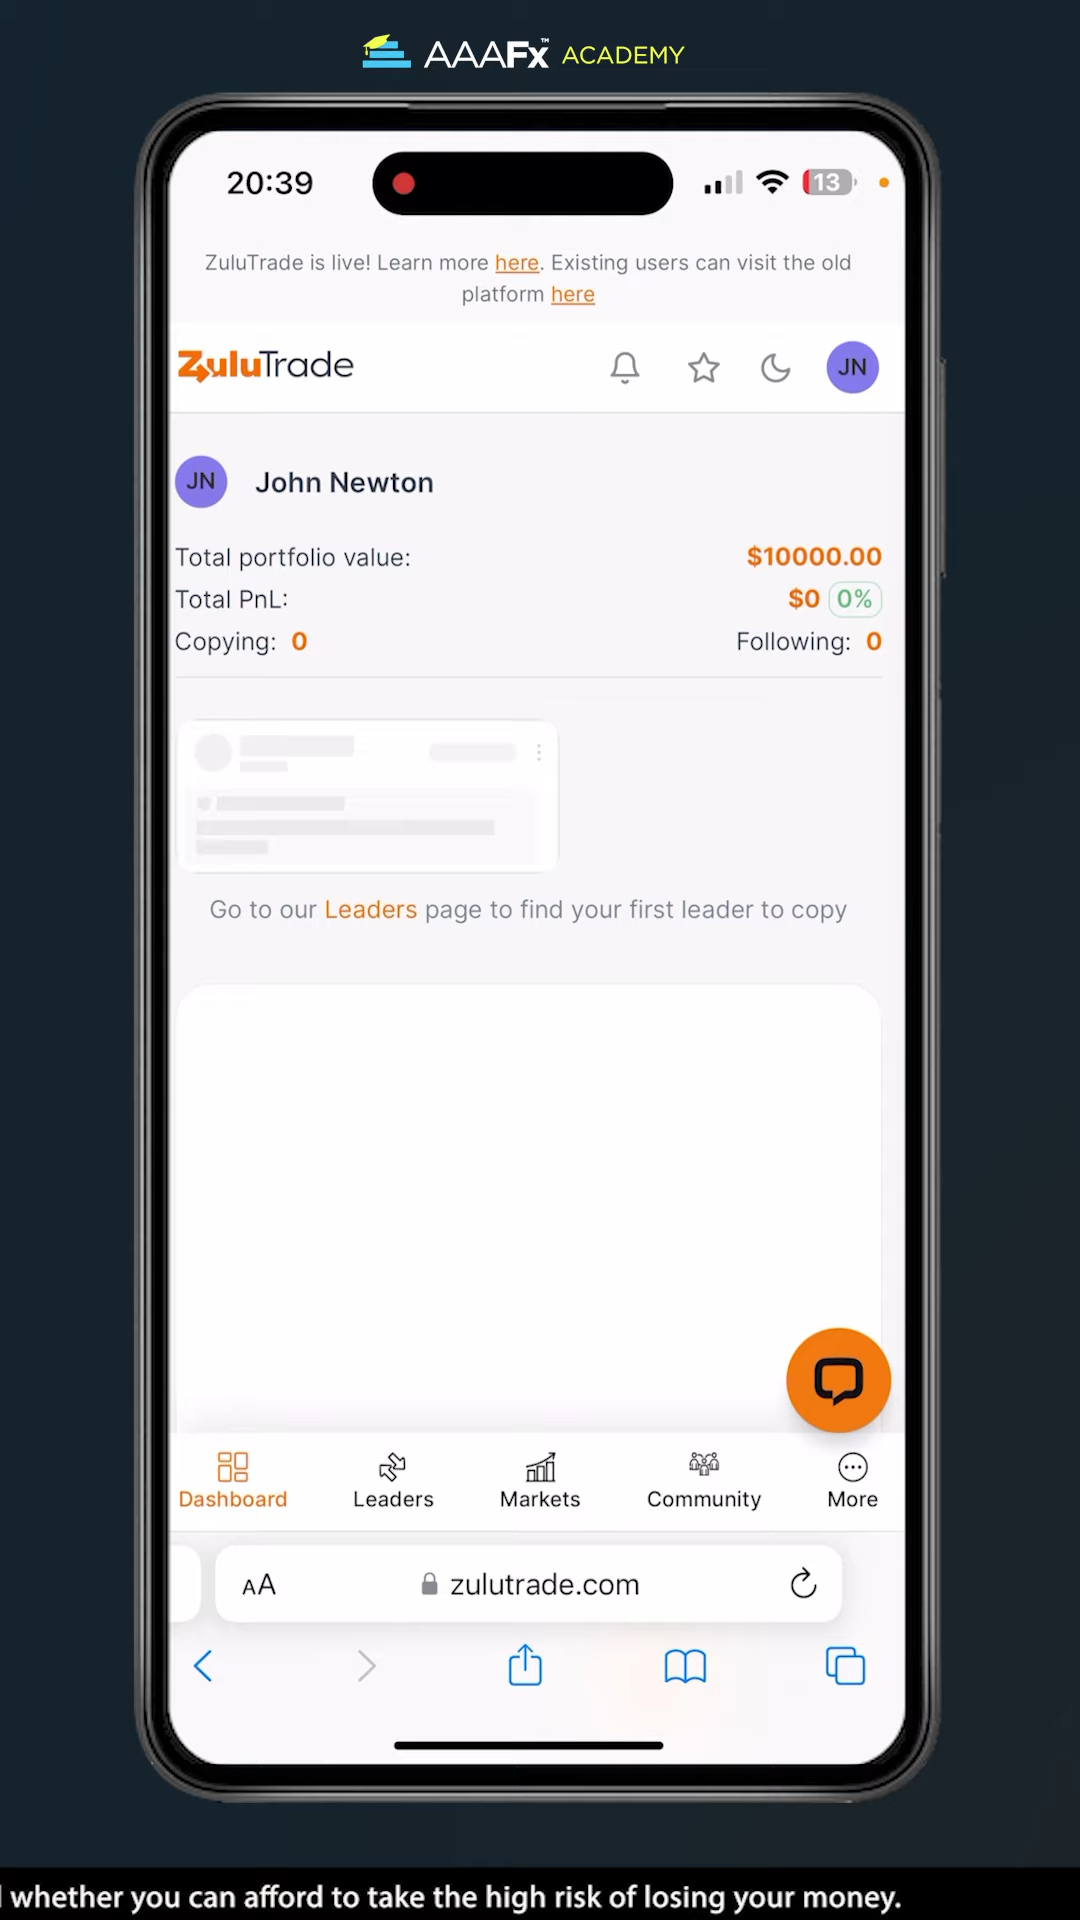 AAAFx™ ACADEMY
20:39
13
ZuluTrade is live! Learn more here. Existing users can visit the old
platform here
ZuluTrade
JN
JN
John Newton
Total portfolio value: $10000.00
Total PnL: $0 0%
Copying: 0 Following: 0
Go to our Leaders page to find your first leader to copy
Dashboard Leaders Markets Community More
AA zulutrade.com
whether you can afford to take the high risk of losing your money.